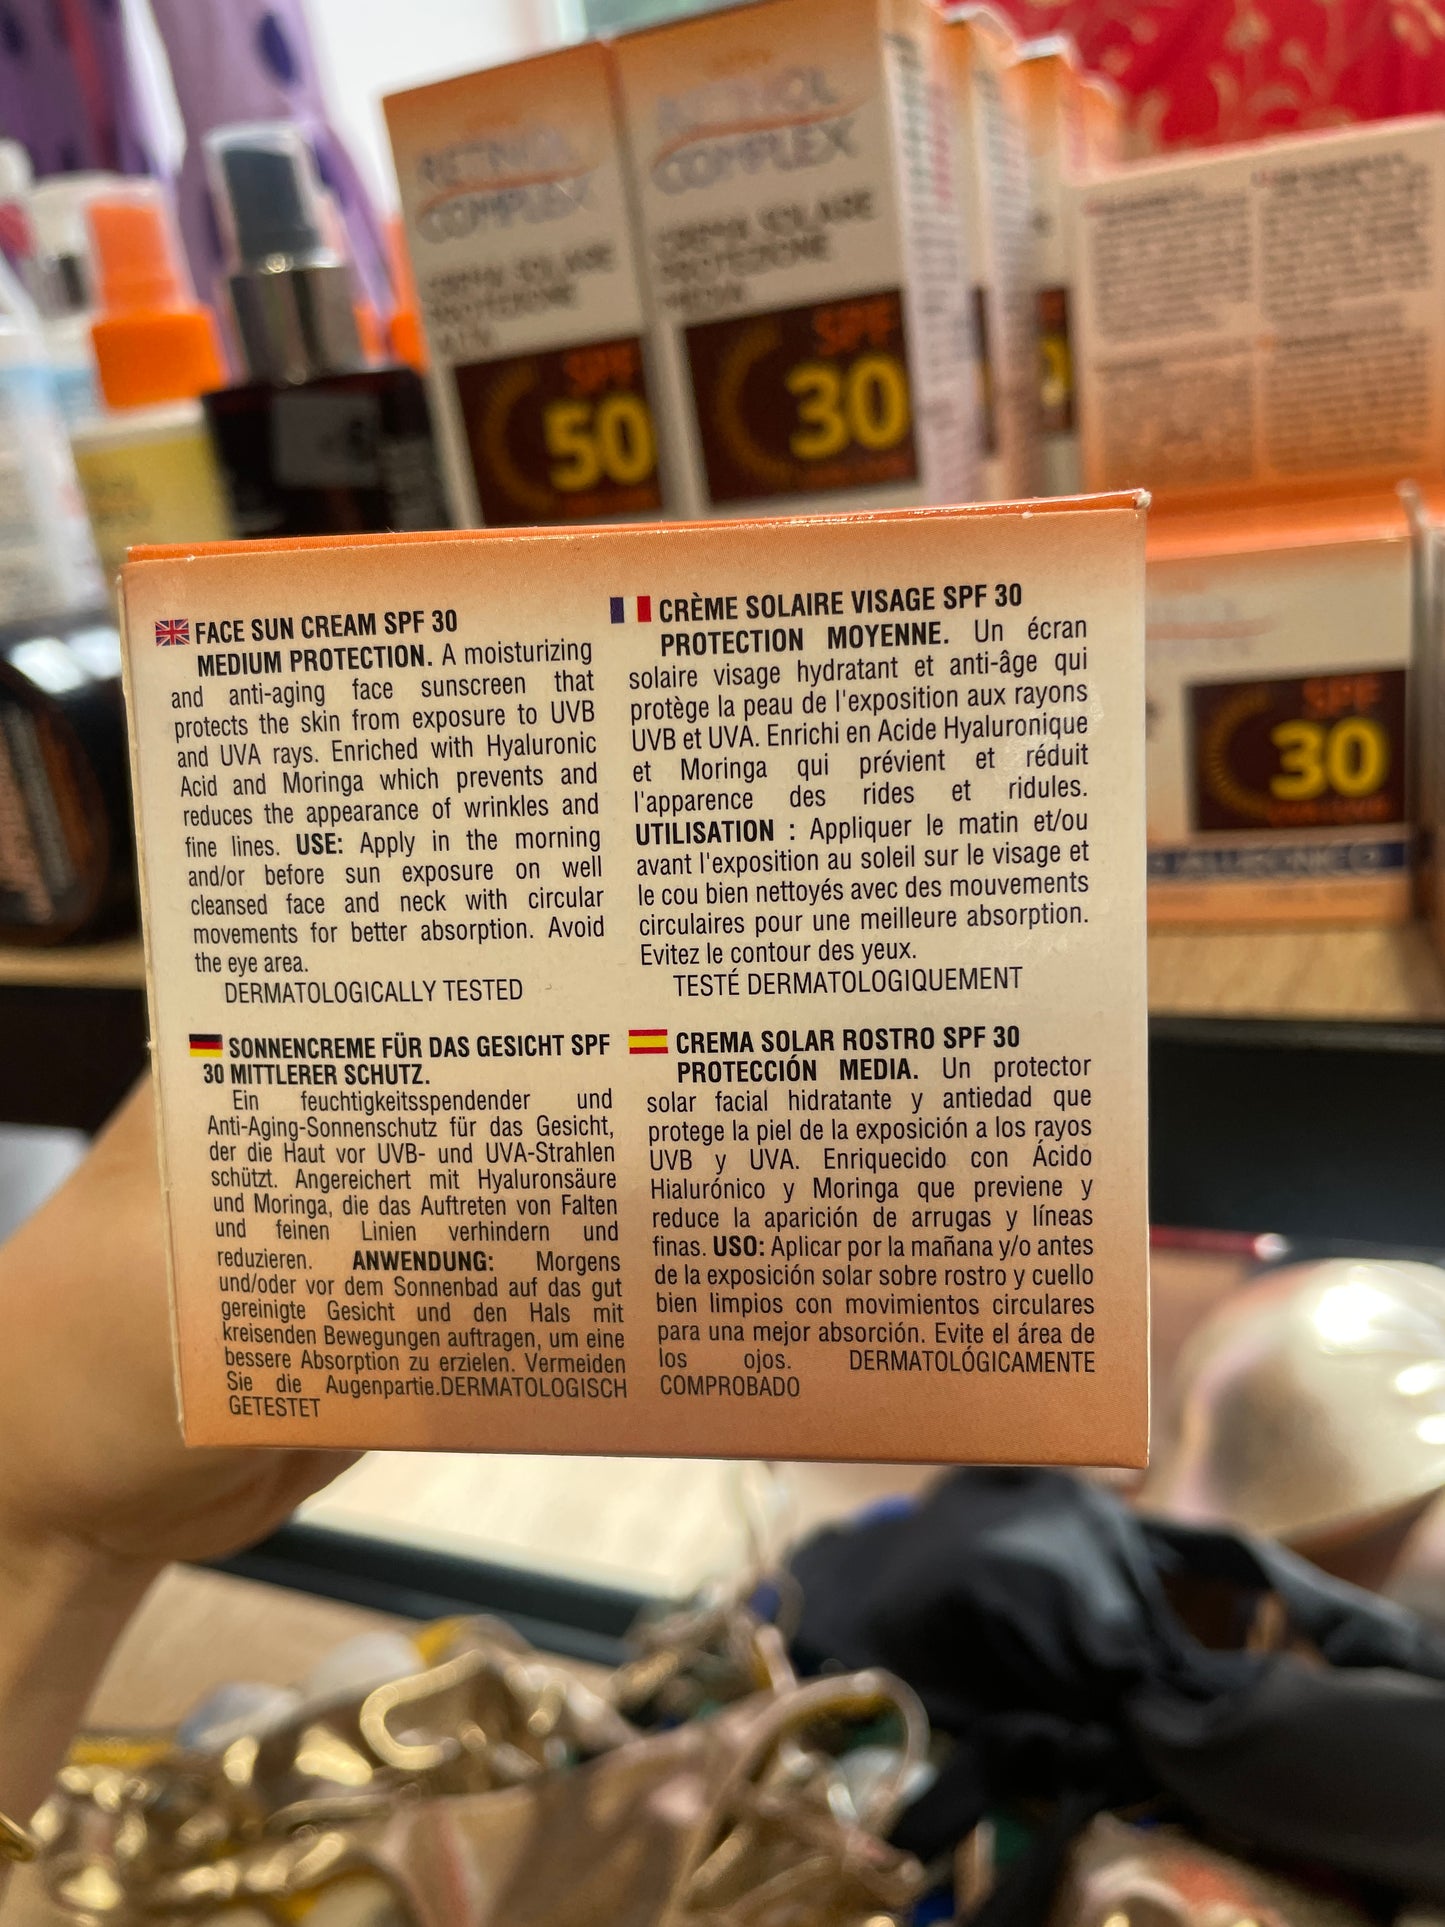 RETINOL
COMPLEX
CREMA SOLARE
PROTEZIONE
SPF
50
RETINOL
COMPLEX
CREMA SOLARE
PROTEZIONE
MEDIA
SPF
30
SPF
30
FACE SUN CREAM SPF 30
MEDIUM PROTECTION. A moisturizing
and anti-aging face sunscreen that
protects the skin from exposure to UVB
and UVA rays. Enriched with Hyaluronic
Acid and Moringa which prevents and
reduces the appearance of wrinkles and
fine lines. USE: Apply in the morning
and/or before sun exposure on well
cleansed face and neck with circular
movements for better absorption. Avoid
the eye area.
DERMATOLOGICALLY TESTED
CRÈME SOLAIRE VISAGE SPF 30
PROTECTION MOYENNE. Un écran
solaire visage hydratant et anti-âge qui
protège la peau de l'exposition aux rayons
UVB et UVA. Enrichi en Acide Hyaluronique
et Moringa qui prévient et réduit
l'apparence des rides et ridules.
UTILISATION : Appliquer le matin et/ou
avant l'exposition au soleil sur le visage et
le cou bien nettoyés avec des mouvements
circulaires pour une meilleure absorption.
Evitez le contour des yeux.
TESTÉ DERMATOLOGIQUEMENT
SONNENCREME FÜR DAS GESICHT SPF
30 MITTLERER SCHUTZ.
Ein feuchtigkeitsspendender und
Anti-Aging-Sonnenschutz für das Gesicht,
der die Haut vor UVB- und UVA-Strahlen
schützt. Angereichert mit Hyaluronsäure
und Moringa, die das Auftreten von Falten
und feinen Linien verhindern und
reduzieren. ANWENDUNG: Morgens
und/oder vor dem Sonnenbad auf das gut
gereinigte Gesicht und den Hals mit
kreisenden Bewegungen auftragen, um eine
bessere Absorption zu erzielen. Vermeiden
Sie die Augenpartie.DERMATOLOGISCH
GETESTET
CREMA SOLAR ROSTRO SPF 30
PROTECCIÓN MEDIA. Un protector
solar facial hidratante y antiedad que
protege la piel de la exposición a los rayos
UVB y UVA. Enriquecido con Ácido
Hialurónico y Moringa que previene y
reduce la aparición de arrugas y líneas
finas. USO: Aplicar por la mañana y/o antes
de la exposición solar sobre rostro y cuello
bien limpios con movimientos circulares
para una mejor absorción. Evite el área de
los ojos. DERMATOLÓGICAMENTE
COMPROBADO